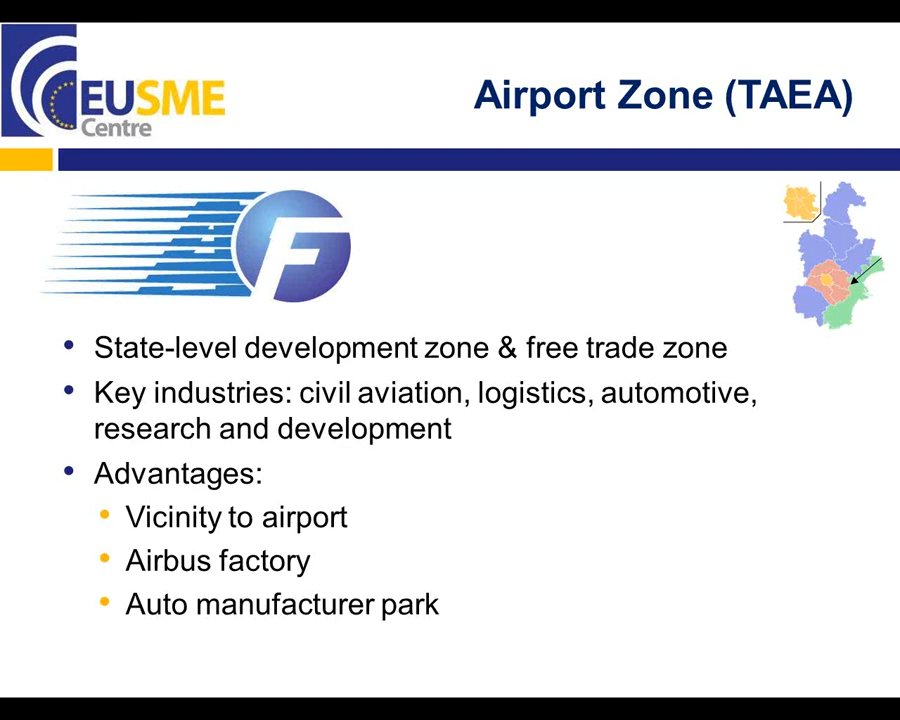 EUSME
Centre
Airport Zone (TAEA)
F
• State-level development zone & free trade zone
• Key industries: civil aviation, logistics, automotive,
research and development
• Advantages:
• Vicinity to airport
• Airbus factory
• Auto manufacturer park